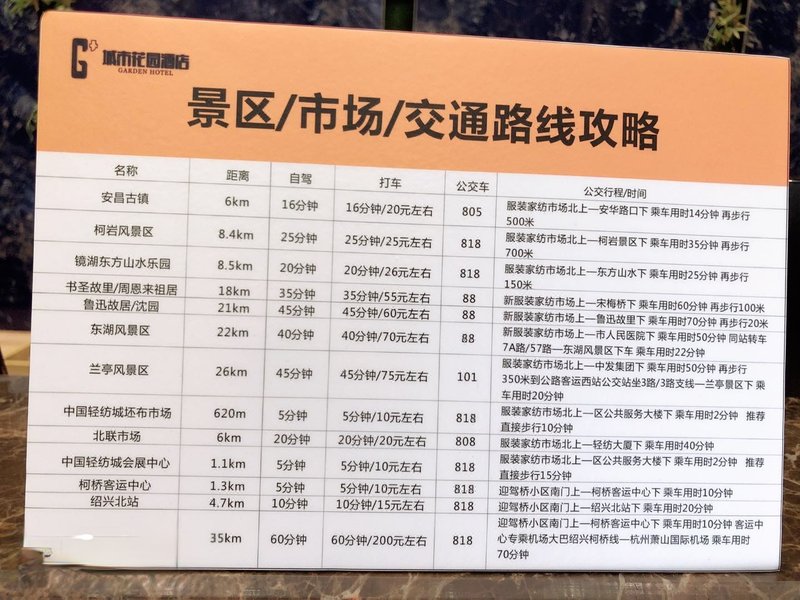 G+ 城市花园酒店
GARDEN HOTEL
景区/市场/交通路线攻略
名称 距离 自驾 打车 公交车 公交行程/时间
安昌古镇 6km 16分钟 16分钟/20元左右 805 服装家纺市场北上—安华路口下 乘车用时14分钟 再步行
500米
柯岩风景区 8.4km 25分钟 25分钟/25元左右 818 服装家纺市场北上—柯岩景区下 乘车用时35分钟 再步行
700米
镜湖东方山水乐园 8.5km 20分钟 20分钟/26元左右 818 服装家纺市场北上—东方山水下 乘车用时25分钟 再步行
150米
书圣故里/周恩来祖居 18km 35分钟 35分钟/55元左右 88 新服装家纺市场上—宋梅桥下 乘车用时60分钟 再步行100米
鲁迅故居/沈园 21km 45分钟 45分钟/60元左右 88 新服装家纺市场上—鲁迅故里下 乘车用时70分钟 再步行20米
东湖风景区 22km 40分钟 40分钟/70元左右 88 新服装家纺市场上—市人民医院下 乘车用时50分钟 同站转车
7A路/57路—东湖风景区下车 乘车用时22分钟
兰亭风景区 26km 45分钟 45分钟/75元左右 101 服装家纺市场北上—中发集团下 乘车用时50分钟 再步行
350米到公路客运西站公交站坐3路/3路支线—兰亭景区下 乘
车用时20分钟
中国轻纺城坯布市场 620m 5分钟 5分钟/10元左右 818 服装家纺市场北上—区公共服务大楼下 乘车用时2分钟 推荐
直接步行10分钟
北联市场 6km 20分钟 20分钟/20元左右 808 服装家纺市场北上—轻纺大厦下 乘车用时40分钟
中国轻纺城会展中心 1.1km 5分钟 5分钟/10元左右 818 服装家纺市场北上—区公共服务大楼下 乘车用时2分钟 推荐
直接步行15分钟
柯桥客运中心 1.3km 5分钟 5分钟/10元左右 818 迎驾桥小区南门上—柯桥客运中心下 乘车用时10分钟
绍兴北站 4.7km 10分钟 10分钟/15元左右 818 迎驾桥小区南门上—绍兴北站下 乘车用时20分钟
35km 60分钟 60分钟/200元左右 818 迎驾桥小区南门上—柯桥客运中心下 乘车用时10分钟 客运中
心专乘机场大巴绍兴柯桥线—杭州萧山国际机场 乘车用时
70分钟